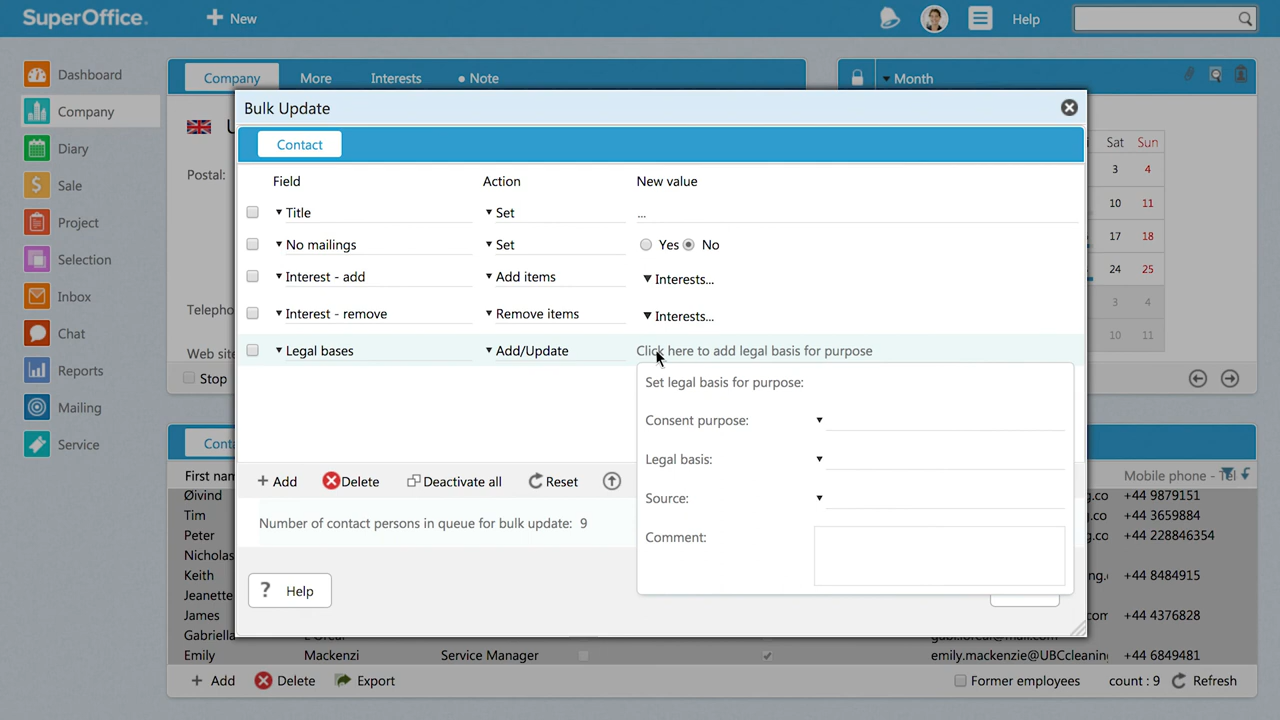 SuperOffice.
New
Help
Dashboard
Company
Diary
Sale
Project
Selection
Inbox
Chat
Reports
Mailing
Service
Company More Interests Note
Month
Postal:
Telepho
Web site
Stop
Sat Sun
3 4
10 11
17 18
24 25
3 4
10 11
Bulk Update
Contact
Field Action New value
Title Set ...
No mailings Set Yes No
Interest - add Add items Interests...
Interest - remove Remove items Interests...
Legal bases Add/Update Click here to add legal basis for purpose
Set legal basis for purpose:
Consent purpose:
Legal basis:
Source:
Comment:
Add Delete Deactivate all Reset
Number of contact persons in queue for bulk update: 9
? Help
Conta
First nam Mobile phone - Tel
Øivind +44 9879151
Tim +44 3659884
Peter +44 228846354
Nicholas
Keith +44 8484915
Jeanette
James +44 4376828
Gabriella
Emily Mackenzi Service Manager emily.mackenzie@UBCcleaning +44 6849481
Add Delete Export Former employees count : 9 Refresh